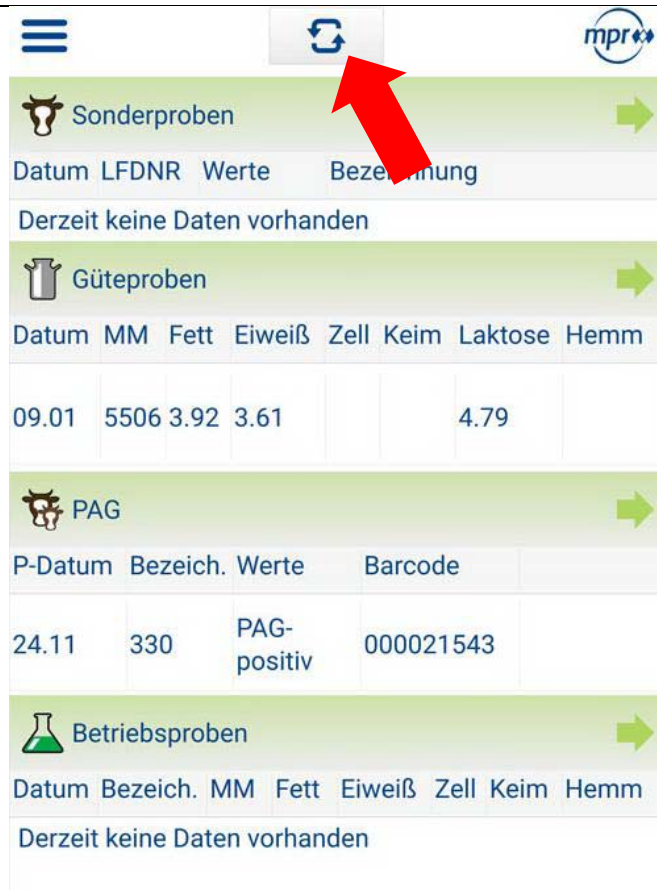 mpr
Sonderproben
Datum LFDNR Werte
Derzeit keine Daten vorhanden
Güteproben
Datum MM Fett Eiweiß Zell Keim Laktose Hemm
09.01 5506 3.92 3.61 4.79
PAG
P-Datum Bezeich. Werte Barcode
24.11 330 PAG-
positiv 000021543
Betriebsproben
Datum Bezeich. MM Fett Eiweiß Zell Keim Hemm
Derzeit keine Daten vorhanden